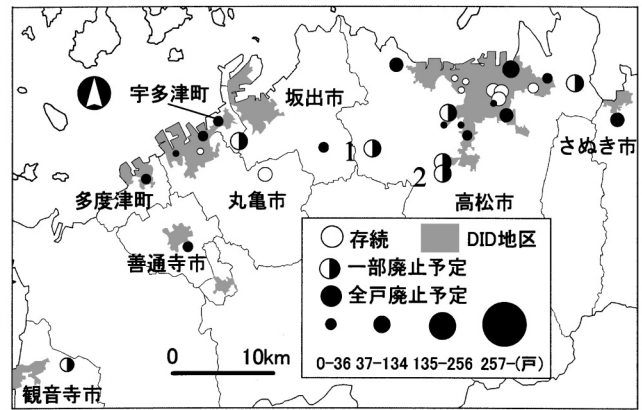 宇多津町
坂出市
さぬき市
1
2
多度津町
丸亀市
高松市
善通寺市
観音寺市
存続
DID地区
一部廃止予定
全戸廃止予定
0-36 37-134 135-256 257-(戸)
0 10km